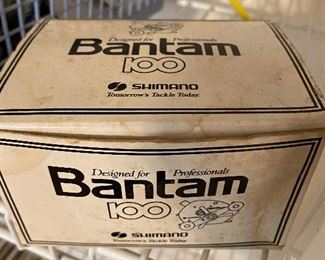 Designed for Professionals
Bantam
100
SHIMANO
Tomorrow's Tackle Today.
Designed for Professionals
Bantam
100
SHIMANO
Tomorrow's Tackle Today.